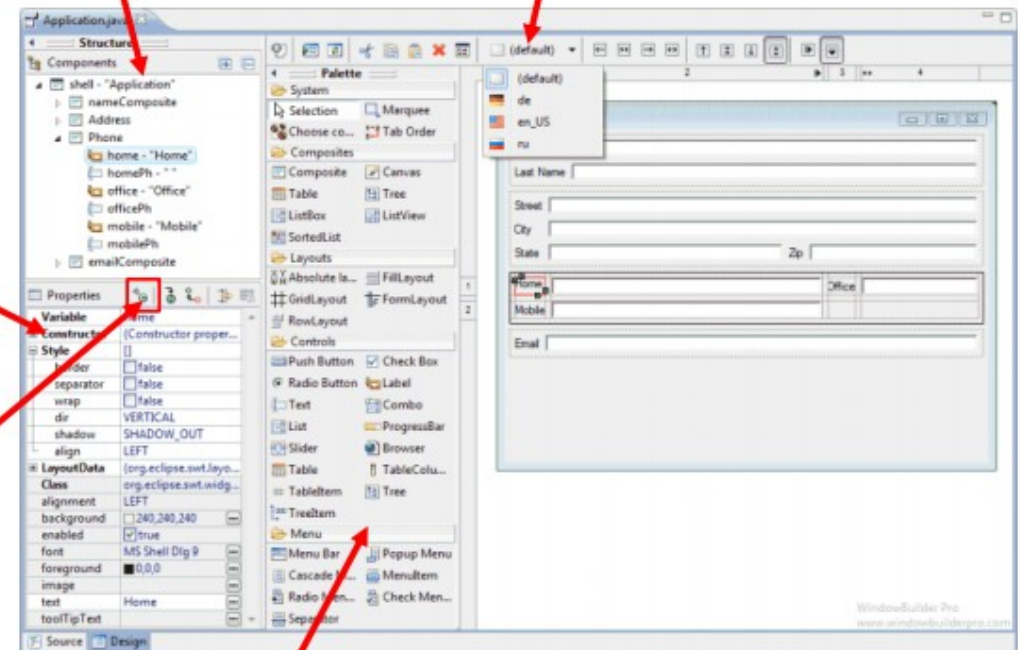 Application.java
Structure
Components
shell - "Application"
nameComposite
Address
Phone
home - "Home"
homePh - " "
office - "Office"
officePh
mobile - "Mobile"
mobilePh
emailComposite
Properties
Variable
Constructor (Constructor proper...
Style []
border false
separator false
wrap false
dir VERTICAL
shadow SHADOW_OUT
align LEFT
LayoutData (org.eclipse.swt.layo...
Class org.eclipse.swt.widg...
alignment LEFT
background 240,240,240
enabled true
font MS Shell Dlg 9
foreground 0,0,0
image
text Home
toolTipText
Source Design
Palette
System
Selection Marquee
Choose co... Tab Order
Composites
Composite Canvas
Table Tree
ListBox ListView
SortedList
Layouts
Absolute la... FillLayout
GridLayout FormLayout
RowLayout
Controls
Push Button Check Box
Radio Button Label
Text Combo
List ProgressBar
Slider Browser
Table TableColu...
TableItem Tree
TreeItem
Menu
Menu Bar Popup Menu
Cascade MenuItem
Radio Men... Check Men...
Separator
(default)
(default)
de
en_US
ru
2 3 4
1
2
Last Name
Street
City
State Zip
Home Office
Mobile
Email
WindowBuilder Pro
www.windowbuilderpro.com